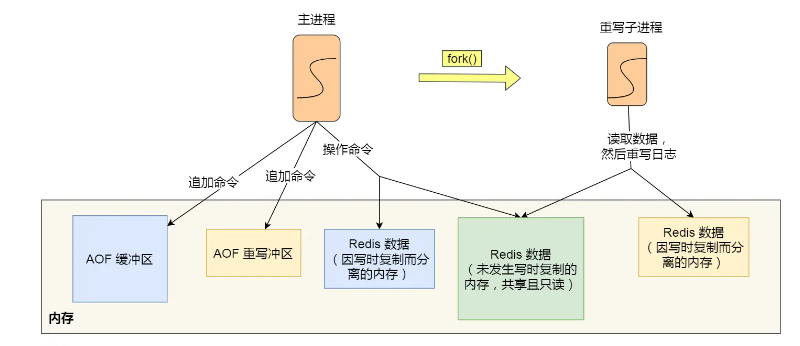 主进程
重写子进程
fork()
操作命令
读取数据，
然后重写日志
追加命令
追加命令
AOF 缓冲区
AOF 重写冲区
Redis 数据
（因写时复制而分
离的内存）
Redis 数据
（未发生写时复制的
内存，共享且只读）
Redis 数据
（因写时复制而分
离的内存）
内存